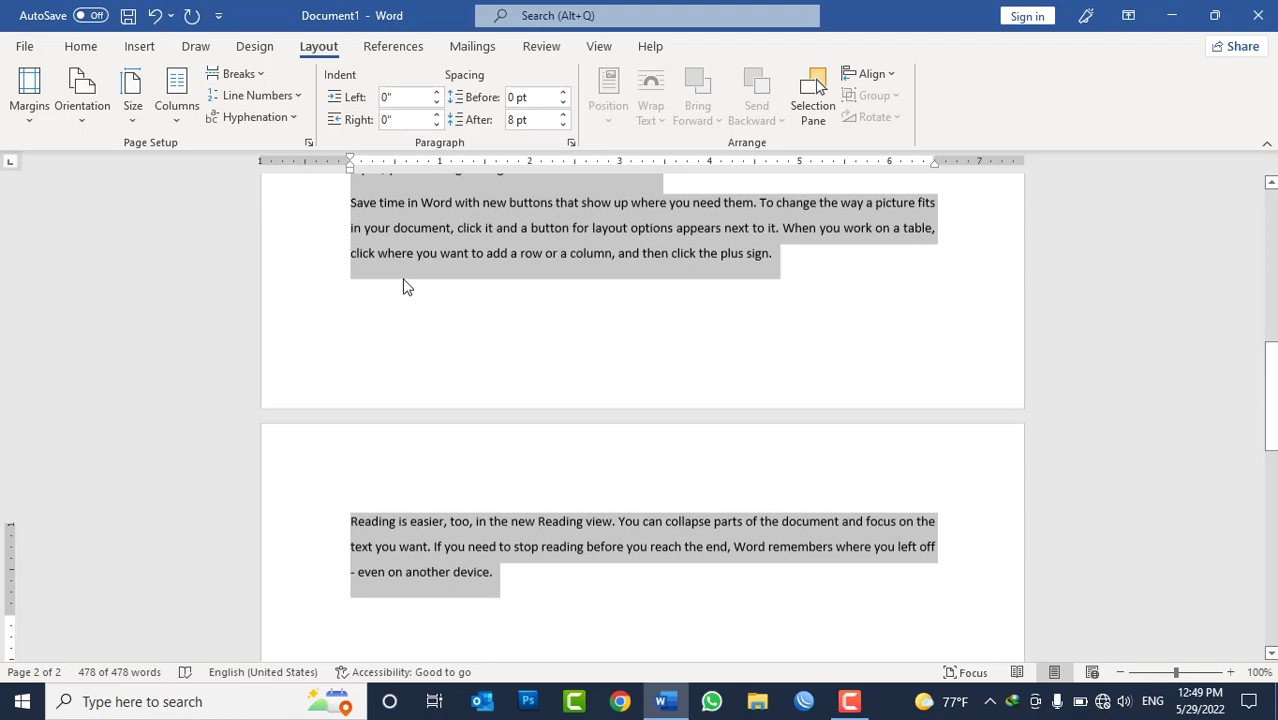 AutoSave Off Document1 - Word Search (Alt+Q) Sign in
File Home Insert Draw Design Layout References Mailings Review View Help Share
Margins Orientation Size Columns Breaks Line Numbers Hyphenation
Page Setup
Indent Spacing
Left: 0" Before: 0 pt
Right: 0" After: 8 pt
Paragraph
Position Wrap Text Bring Forward Send Backward Selection Pane Align Group Rotate
Arrange
1 1 2 3 4 5 6 7
Save time in Word with new buttons that show up where you need them. To change the way a picture fits
in your document, click it and a button for layout options appears next to it. When you work on a table,
click where you want to add a row or a column, and then click the plus sign.
Reading is easier, too, in the new Reading view. You can collapse parts of the document and focus on the
text you want. If you need to stop reading before you reach the end, Word remembers where you left off
- even on another device.
Page 2 of 2 478 of 478 words English (United States) Accessibility: Good to go Focus 100%
Type here to search 77°F ENG 12:49 PM
5/29/2022